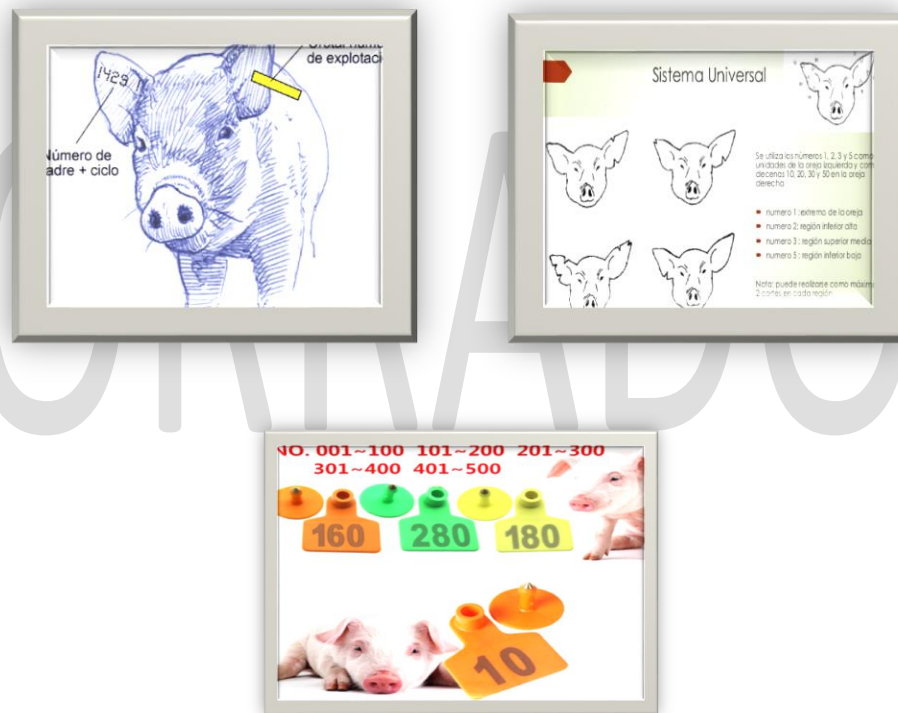 de explotaci
Número de
adre + ciclo
Sistema Universal
Se utiliza los números 1, 2, 3 y 5 como
unidades de la oreja izquierda y com
decenas 10, 20, 30 y 50 en la oreja
derecha.
numero 1: extremo de la oreja
numero 2: región inferior alta
numero 3: región superior media
numero 5: región inferior baja
Nota: puede realizarse como máxim
2 cortes en cada región
ORRADO
NO. 001~100 101~200 201~300
301~400 401~500
160 280 180
10